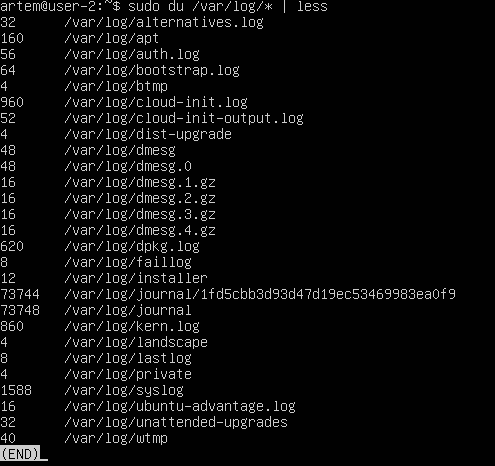 artem@user-2:~$ sudo du /var/log/* | less
32 /var/log/alternatives.log
160 /var/log/apt
56 /var/log/auth.log
64 /var/log/bootstrap.log
4 /var/log/btmp
960 /var/log/cloud-init.log
52 /var/log/cloud-init-output.log
4 /var/log/dist-upgrade
48 /var/log/dmesg
48 /var/log/dmesg.0
16 /var/log/dmesg.1.gz
16 /var/log/dmesg.2.gz
16 /var/log/dmesg.3.gz
16 /var/log/dmesg.4.gz
620 /var/log/dpkg.log
8 /var/log/faillog
12 /var/log/installer
73744 /var/log/journal/1fd5cbb3d93d47d19ec53469983ea0f9
73748 /var/log/journal
860 /var/log/kern.log
4 /var/log/landscape
8 /var/log/lastlog
4 /var/log/private
1588 /var/log/syslog
16 /var/log/ubuntu-advantage.log
32 /var/log/unattended-upgrades
40 /var/log/wtmp
(END)